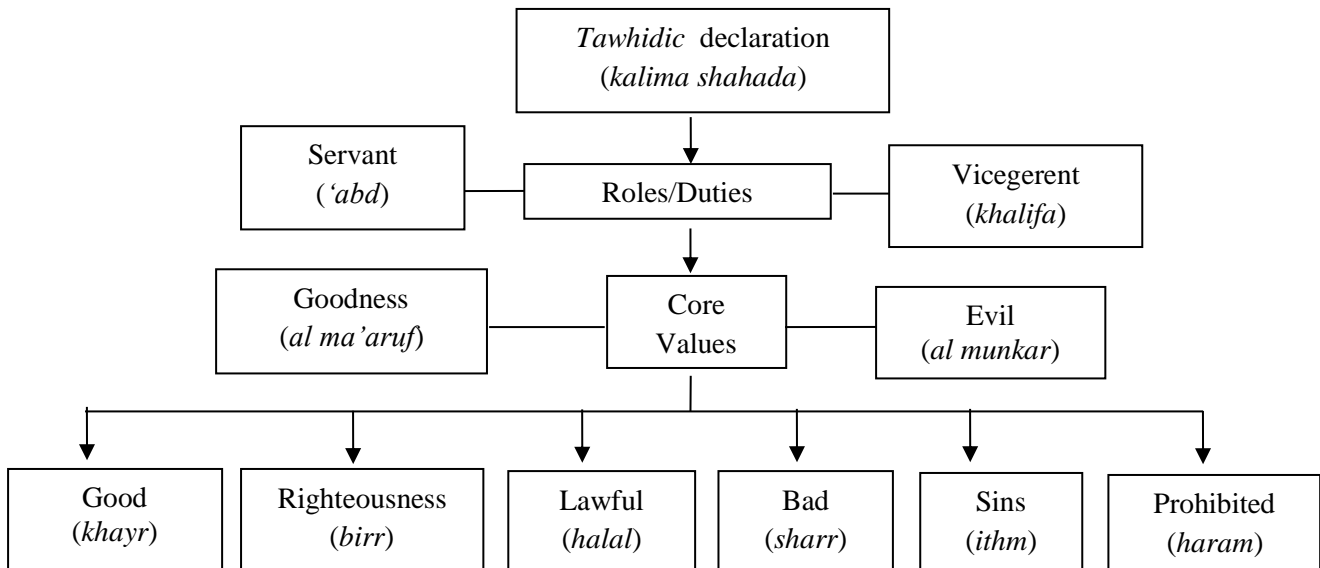 Tawhidic declaration
(kalima shahada)
Servant
(‘abd)
Roles/Duties
Vicegerent
(khalifa)
Goodness
(al ma’aruf)
Core
Values
Evil
(al munkar)
Good
(khayr)
Righteousness
(birr)
Lawful
(halal)
Bad
(sharr)
Sins
(ithm)
Prohibited
(haram)